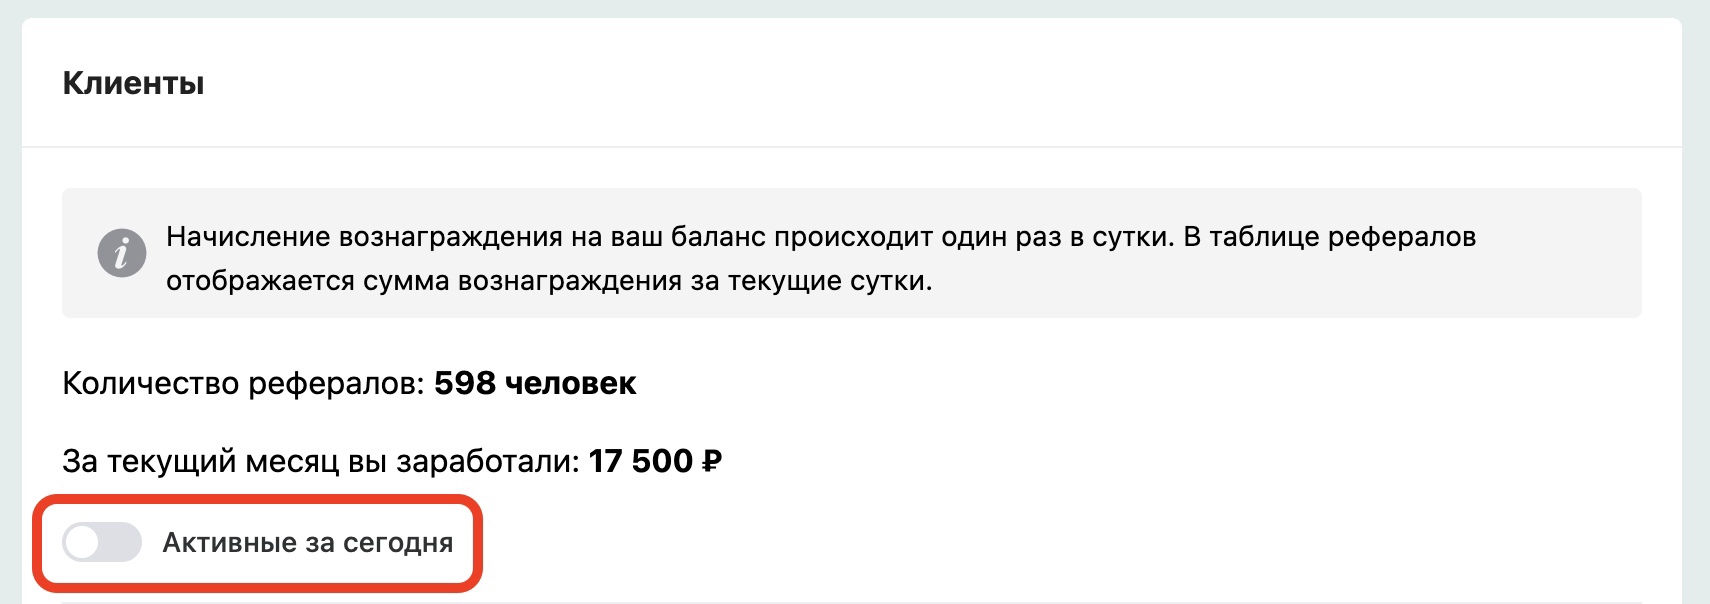 Клиенты
Начисление вознаграждения на ваш баланс происходит один раз в сутки. В таблице рефералов
отображается сумма вознаграждения за текущие сутки.
Количество рефералов: 598 человек
За текущий месяц вы заработали: 17 500 ₽
Активные за сегодня